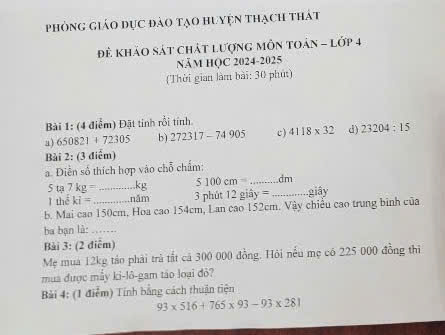 PHÒNG GIÁO DỤC ĐÀO TẠO HUYỆN THẠCH THẤT
ĐỀ KHẢO SÁT CHẤT LƯỢNG MÔN TOÁN – LỚP 4
NĂM HỌC 2024-2025
(Thời gian làm bài: 30 phút)
Bài 1: (4 điểm) Đặt tính rồi tính.
a) 650821 + 72305 b) 272317 – 74 905 c) 4118 x 32 d) 23204 : 15
Bài 2: (3 điểm)
a. Điền số thích hợp vào chỗ chấm:
5 tạ 7 kg = ............kg 5 100 cm = ..........dm
1 thế kỉ = ............năm 3 phút 12 giây = ............giây
b. Mai cao 150cm, Hoa cao 154cm, Lan cao 152cm. Vậy chiều cao trung bình của
ba bạn là: .......
Bài 3: (2 điểm)
Mẹ mua 12kg táo phải trả tất cả 300 000 đồng. Hỏi nếu mẹ có 225 000 đồng thì
mua được mấy ki-lô-gam táo loại đó?
Bài 4: (1 điểm) Tính bằng cách thuận tiện
93 x 516 + 765 x 93 – 93 x 281